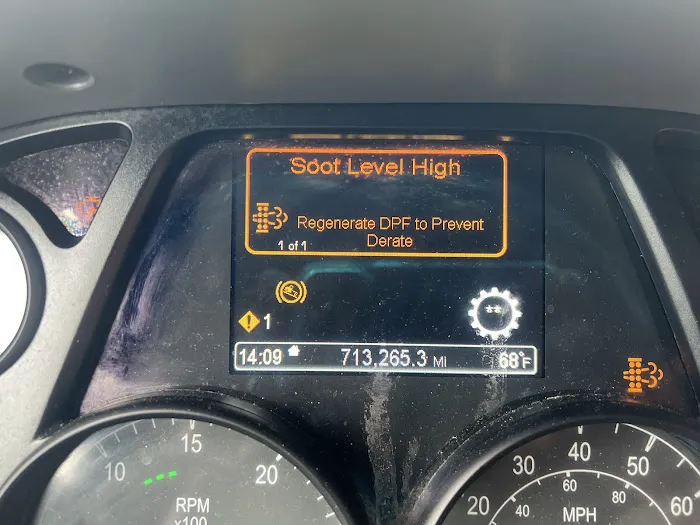 Soot Level High
Regenerate DPF to Prevent
Derate
1 of 1
1
**
14:09 713,265.3 Mi 68°F
10 15 20
RPM
x100
20 30 40 50 60
40 60 80
MPH